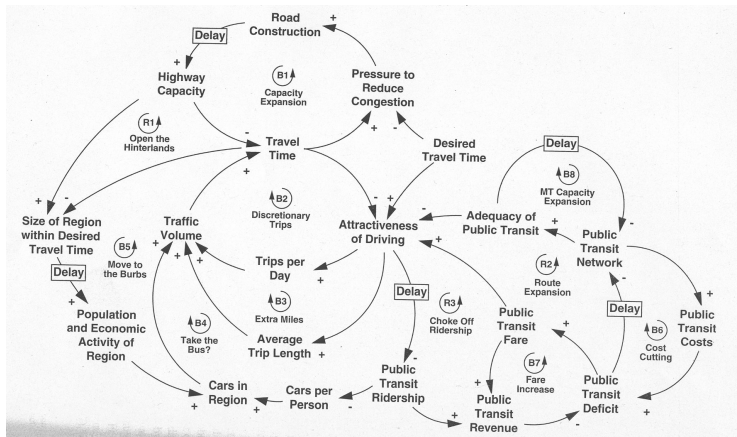 Road
Construction
+
Delay
+
Highway
Capacity
B1
Capacity
Expansion
Pressure to
Reduce
Congestion
R1
Open the
Hinterlands
-
+
-
Travel
Time
Desired
Travel Time
Delay
B8
MT Capacity
Expansion
+
-
+
B2
Discretionary
Trips
-
+
-
Size of Region
within Desired
Travel Time
Traffic
Volume
Attractiveness
of Driving
Adequacy of
Public Transit
-
+
Public
Transit
Network
-
B5
Move to
the Burbs
+
+
+
+
Delay
Trips per
Day
+
R2
Route
Expansion
+
Population
and Economic
Activity of
Region
B4
Take the
Bus?
B3
Extra Miles
Delay
R3
Choke Off
Ridership
Public
Transit
Fare
+
Delay
B6
Cost
Cutting
+
Public
Transit
Costs
Average
Trip Length
+
-
Public
Transit
Ridership
+
B7
Fare
Increase
Public
Transit
Deficit
+
Cars in
Region
+
+
Cars per
Person
-
+
Public
Transit
Revenue
-